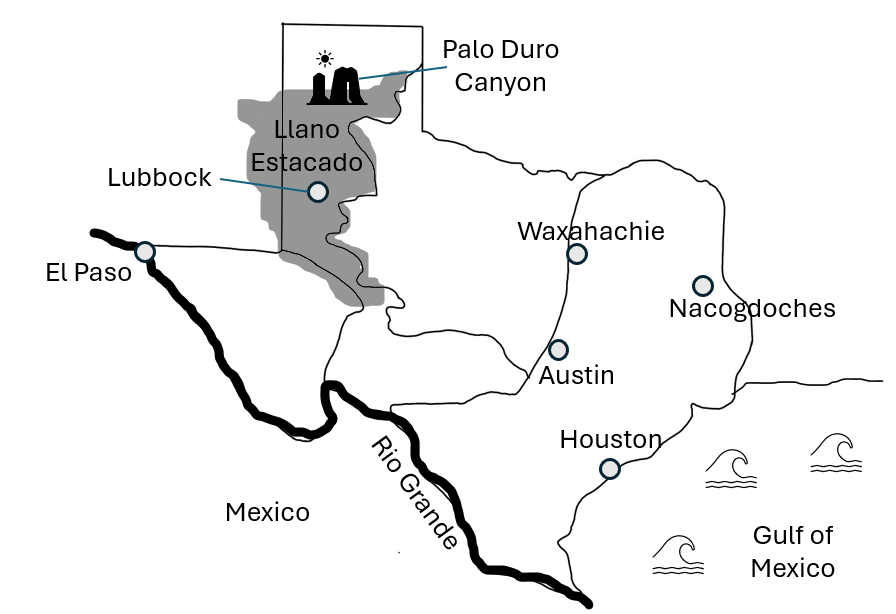 Palo Duro
Canyon
Llano
Estacado
Lubbock
Waxahachie
El Paso
Nacogdoches
Austin
Houston
Rio Grande
Mexico
Gulf of
Mexico